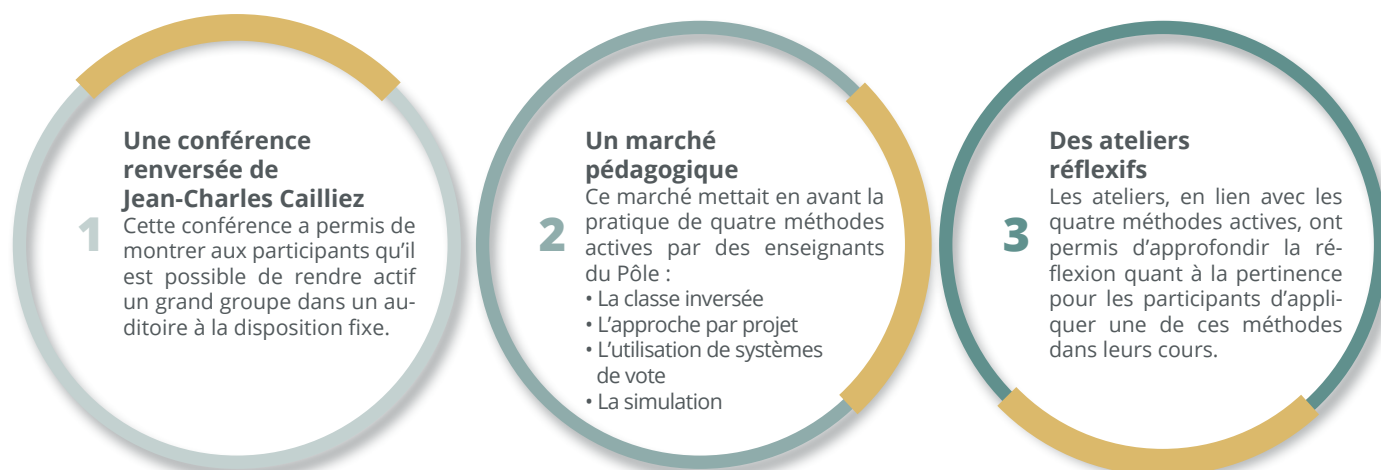 1
Une conférence
renversée de
Jean-Charles Cailliez
Cette conférence a permis de
montrer aux participants qu’il
est possible de rendre actif
un grand groupe dans un au-
ditoire à la disposition fixe.
2
Un marché
pédagogique
Ce marché mettait en avant la
pratique de quatre méthodes
actives par des enseignants
du Pôle :
• La classe inversée
• L’approche par projet
• L’utilisation de systèmes
de vote
• La simulation
3
Des ateliers
réflexifs
Les ateliers, en lien avec les
quatre méthodes actives, ont
permis d’approfondir la ré-
flexion quant à la pertinence
pour les participants d’appli-
quer une de ces méthodes
dans leurs cours.